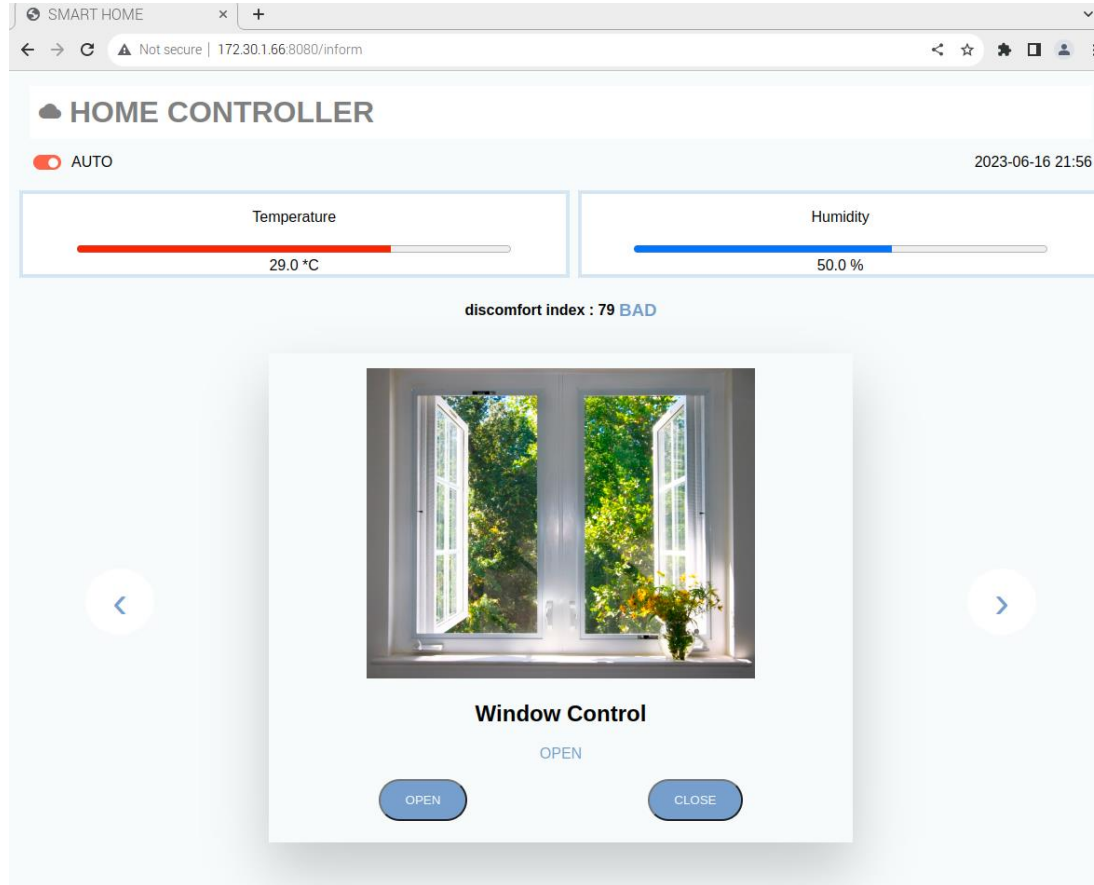 SMART HOME
Not secure | 172.30.1.66:8080/inform
HOME CONTROLLER
AUTO
2023-06-16 21:56
Temperature
Humidity
29.0 *C
50.0 %
discomfort index : 79 BAD
Window Control
OPEN
OPEN
CLOSE